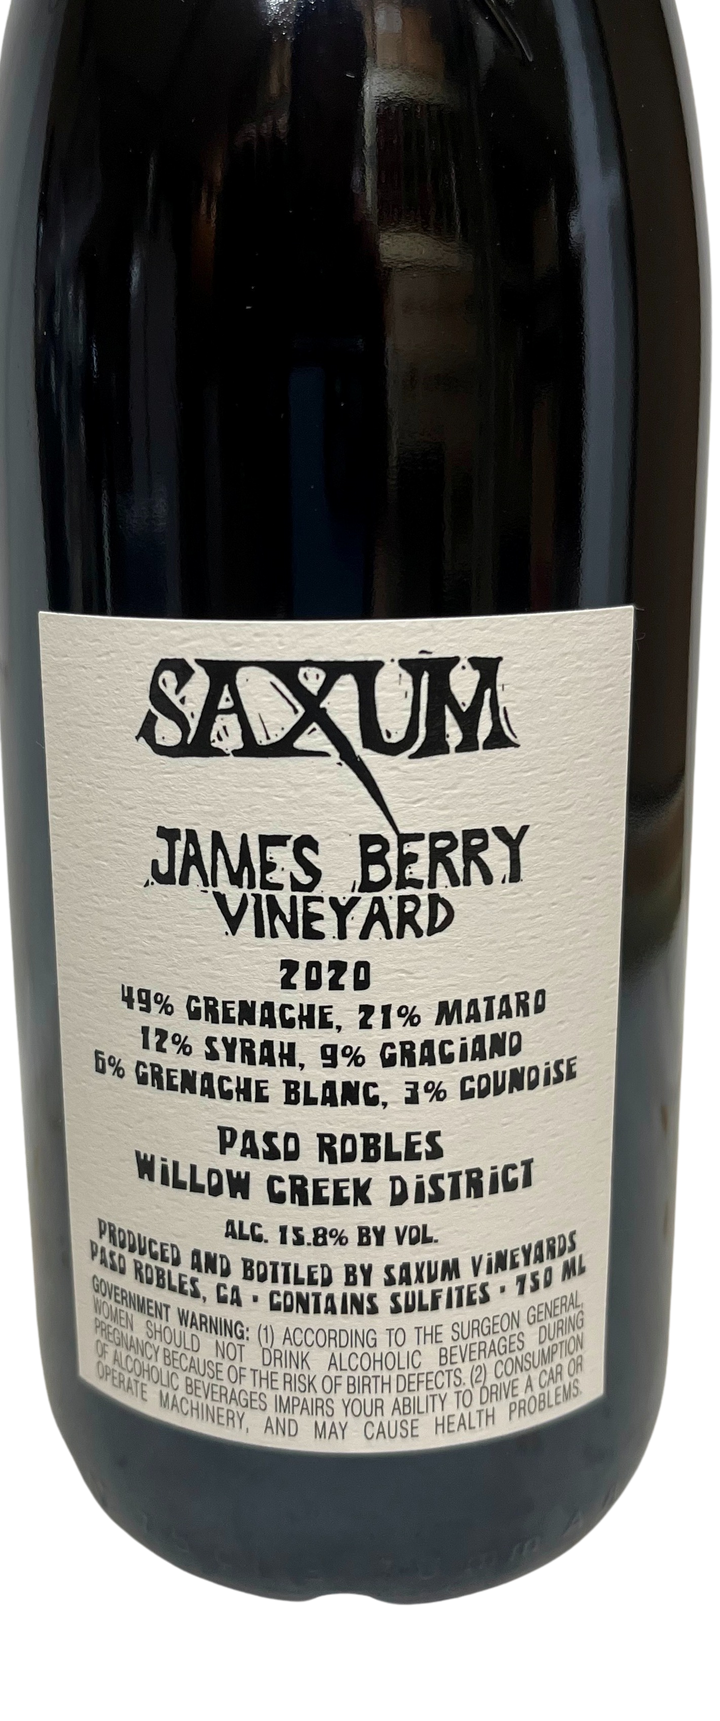 SAXUM
JAMES BERRY
VINEYARD
2020
49% GRENACHE, 21% MATARO
12% SYRAH, 9% GRACiANO
6% GRENACHE BLANC, 3% COUNOiSE
PASO ROBLES
WiLLOW CREEK DiSTRiCT
ALC. 15.8% BY VOL.
PRODUCED AND BOTTLED BY SAXUM ViNEYARDS
PASO ROBLES, CA · CONTAINS SULFITES · 750 ML
GOVERNMENT WARNING: (1) ACCORDING TO THE SURGEON GENERAL,
WOMEN SHOULD NOT DRINK ALCOHOLIC BEVERAGES DURING
PREGNANCY BECAUSE OF THE RISK OF BIRTH DEFECTS. (2) CONSUMPTION
OF ALCOHOLIC BEVERAGES IMPAIRS YOUR ABILITY TO DRIVE A CAR OR
OPERATE MACHINERY, AND MAY CAUSE HEALTH PROBLEMS.